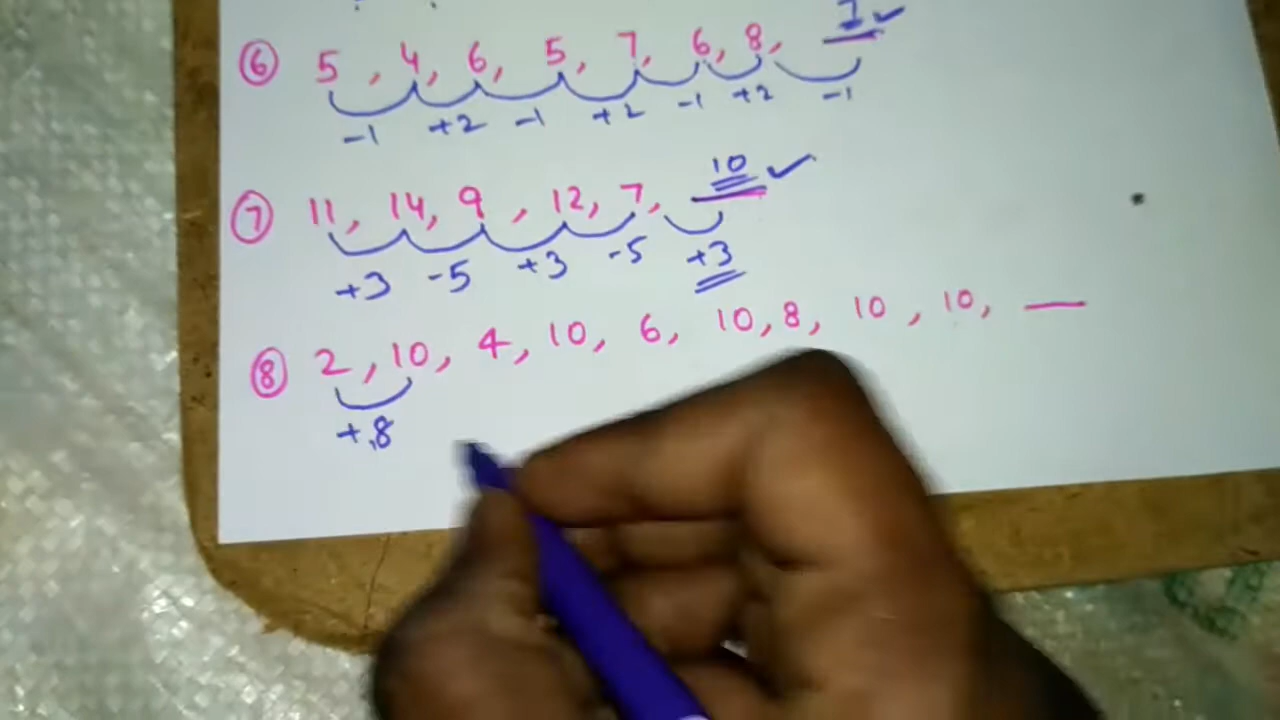 ⑥ 5, 4, 6, 5, 7, 6, 8, 7 ✓
-1 +2 -1 +2 -1 +2 -1
⑦ 11, 14, 9, 12, 7, 10 ✓
+3 -5 +3 -5 +3
⑧ 2, 10, 4, 10, 6, 10, 8, 10, 10, __
+8